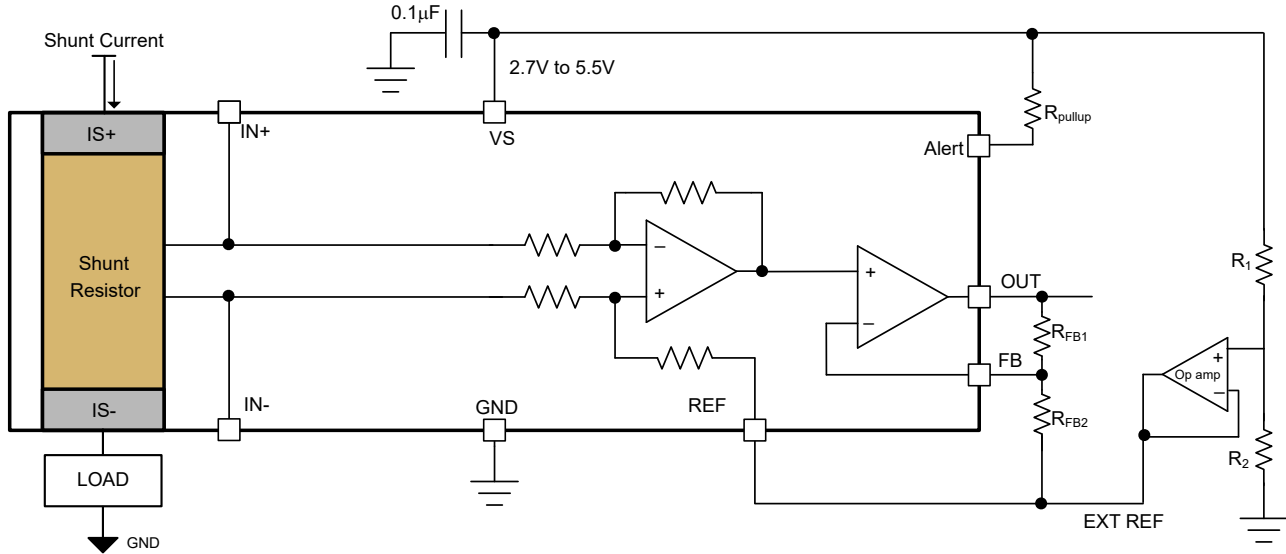 0.1µF
Shunt Current
2.7V to 5.5V
IS+
IN+
VS
Rpullup
Alert
−
+
Shunt
Resistor
+
−
OUT
R1
RFB1
FB
+
Op amp
−
IS-
IN-
GND
REF
RFB2
R2
LOAD
EXT REF
GND